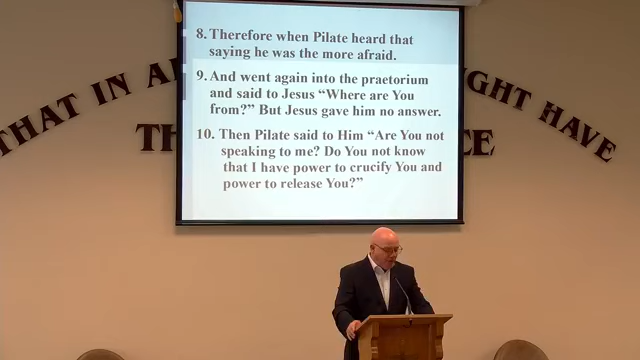 8. Therefore when Pilate heard that
saying he was the more afraid.
9. And went again into the praetorium
and said to Jesus “Where are You
from?” But Jesus gave him no answer.
10. Then Pilate said to Him “Are You not
speaking to me? Do You not know
that I have power to crucify You and
power to release You?”
THAT IN
HAVE